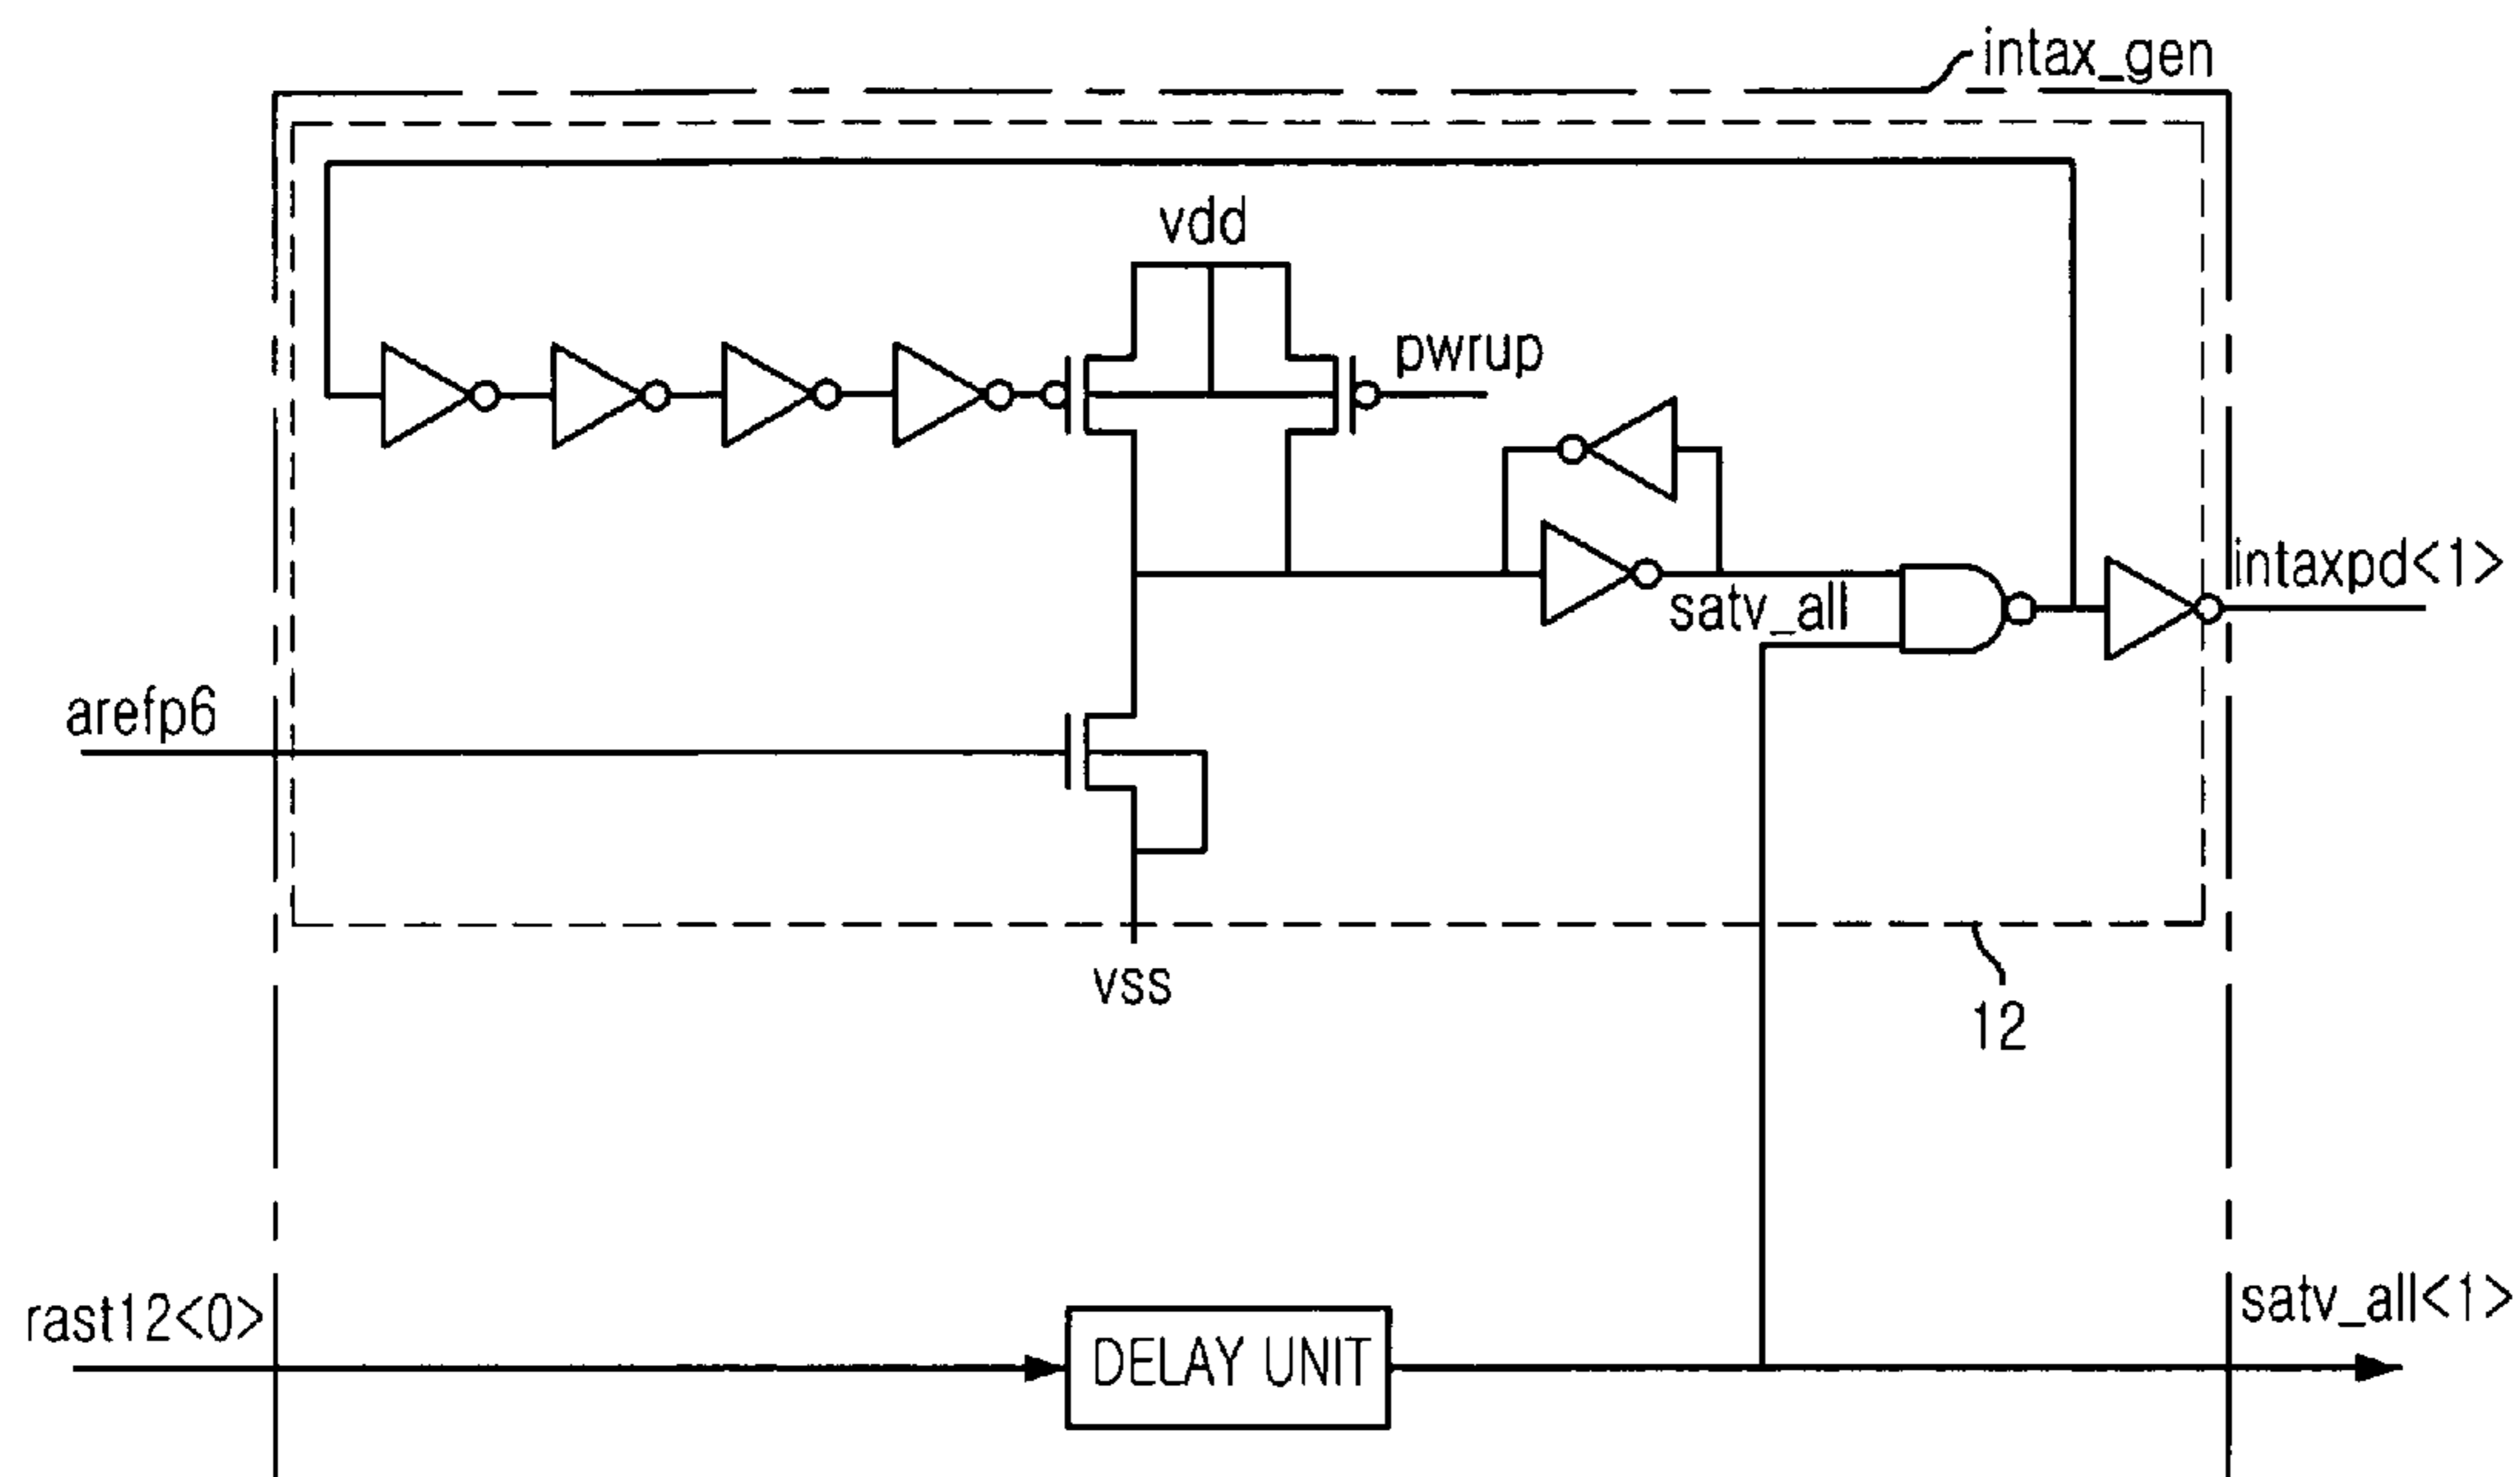 intax_gen
vdd
pwrup
intaxpd<1>
satv_all
arefp6
vss
12
rast12<0>
satv_all<1>
DELAY UNIT